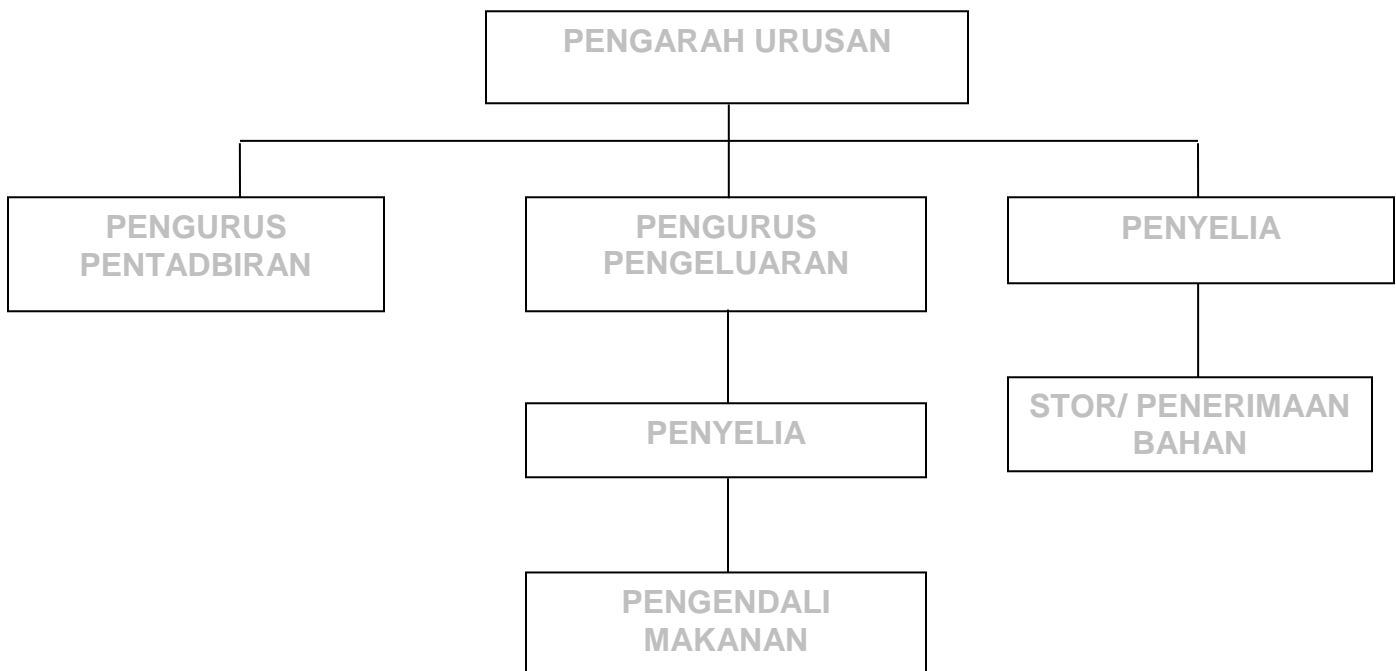 PENGARAH URUSAN
PENGURUS
PENTADBIRAN
PENGURUS
PENGELUARAN
PENYELIA
PENYELIA
STOR/ PENERIMAAN
BAHAN
PENGENDALI
MAKANAN